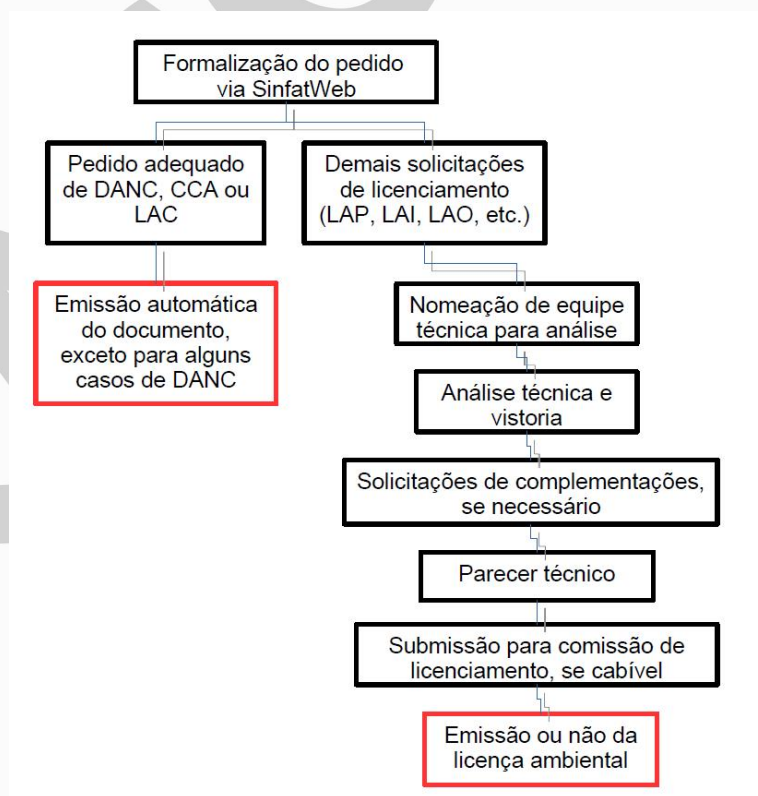 Formalização do pedido
via SinfatWeb
Pedido adequado
de DANC, CCA ou
LAC
Demais solicitações
de licenciamento
(LAP, LAI, LAO, etc.)
Emissão automática
do documento,
exceto para alguns
casos de DANC
Nomeação de equipe
técnica para análise
Análise técnica e
vistoria
Solicitações de complementações,
se necessário
Parecer técnico
Submissão para comissão de
licenciamento, se cabível
Emissão ou não da
licença ambiental